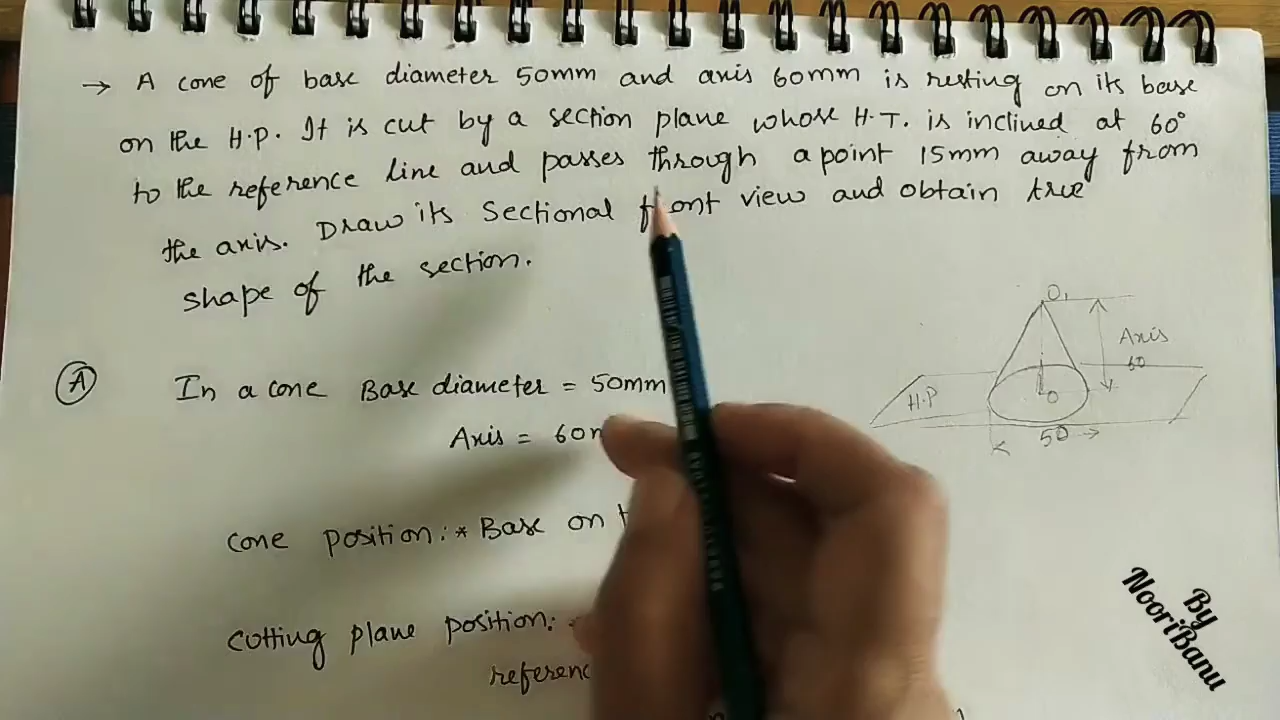 → A cone of base diameter 50mm and axis 60mm is resting on its base
on the H.P. It is cut by a section plane whose H.T. is inclined at 60°
to the reference line and passes through a point 15mm away from
the axis. Draw its sectional front view and obtain true
shape of the section.
O1
Axis
60
H.P
O
50
A In a cone Base diameter = 50mm
Axis = 60m
cone position: * Base on
cutting plane position:
referenc
By
NooriBanu